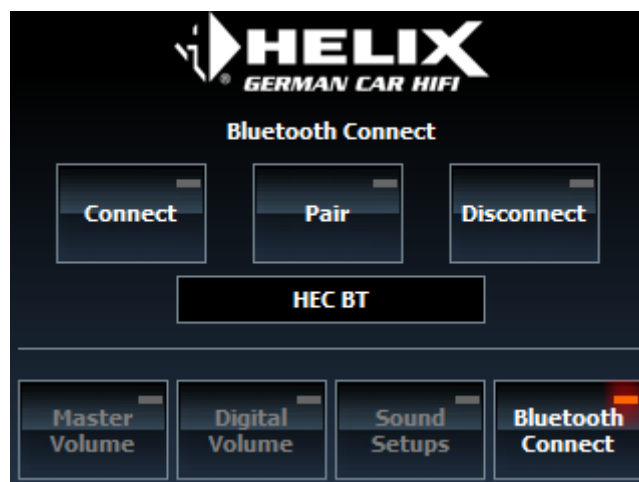 HELIX
®
GERMAN CAR HIFI
Bluetooth Connect
Connect
Pair
Disconnect
HEC BT
Master
Volume
Digital
Volume
Sound
Setups
Bluetooth
Connect